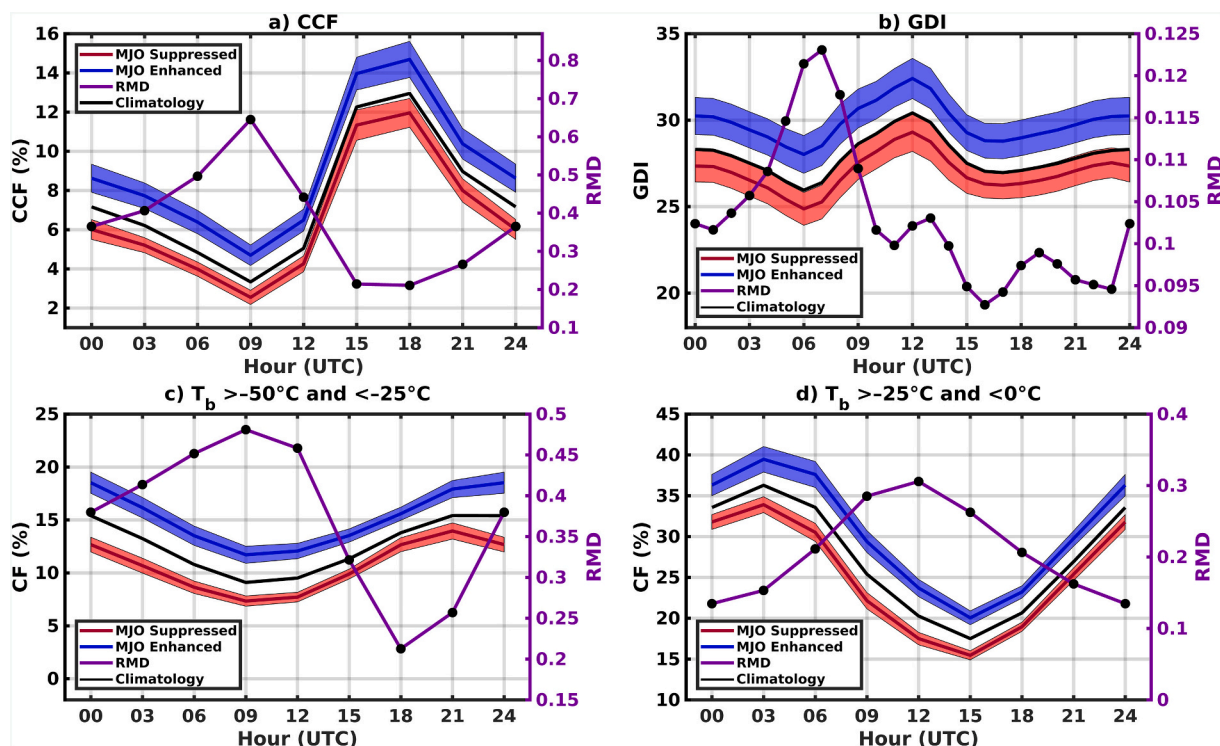 a) CCF
16
14
12
10
8
6
4
2
CCF (%)
MJO Suppressed
MJO Enhanced
RMD
Climatology
0.8
0.7
0.6
0.5
0.4
0.3
0.2
0.1
RMD
00 03 06 09 12 15 18 21 24
Hour (UTC)
b) GDI
35
30
25
20
GDI
MJO Suppressed
MJO Enhanced
RMD
Climatology
0.125
0.12
0.115
0.11
0.105
0.1
0.095
0.09
RMD
00 03 06 09 12 15 18 21 24
Hour (UTC)
c) Tb >-50°C and <-25°C
25
20
15
10
5
0
CF (%)
MJO Suppressed
MJO Enhanced
RMD
Climatology
0.5
0.45
0.4
0.35
0.3
0.25
0.2
0.15
RMD
00 03 06 09 12 15 18 21 24
Hour (UTC)
d) Tb >-25°C and <0°C
45
40
35
30
25
20
15
10
CF (%)
MJO Suppressed
MJO Enhanced
RMD
Climatology
0.4
0.3
0.2
0.1
0
RMD
00 03 06 09 12 15 18 21 24
Hour (UTC)